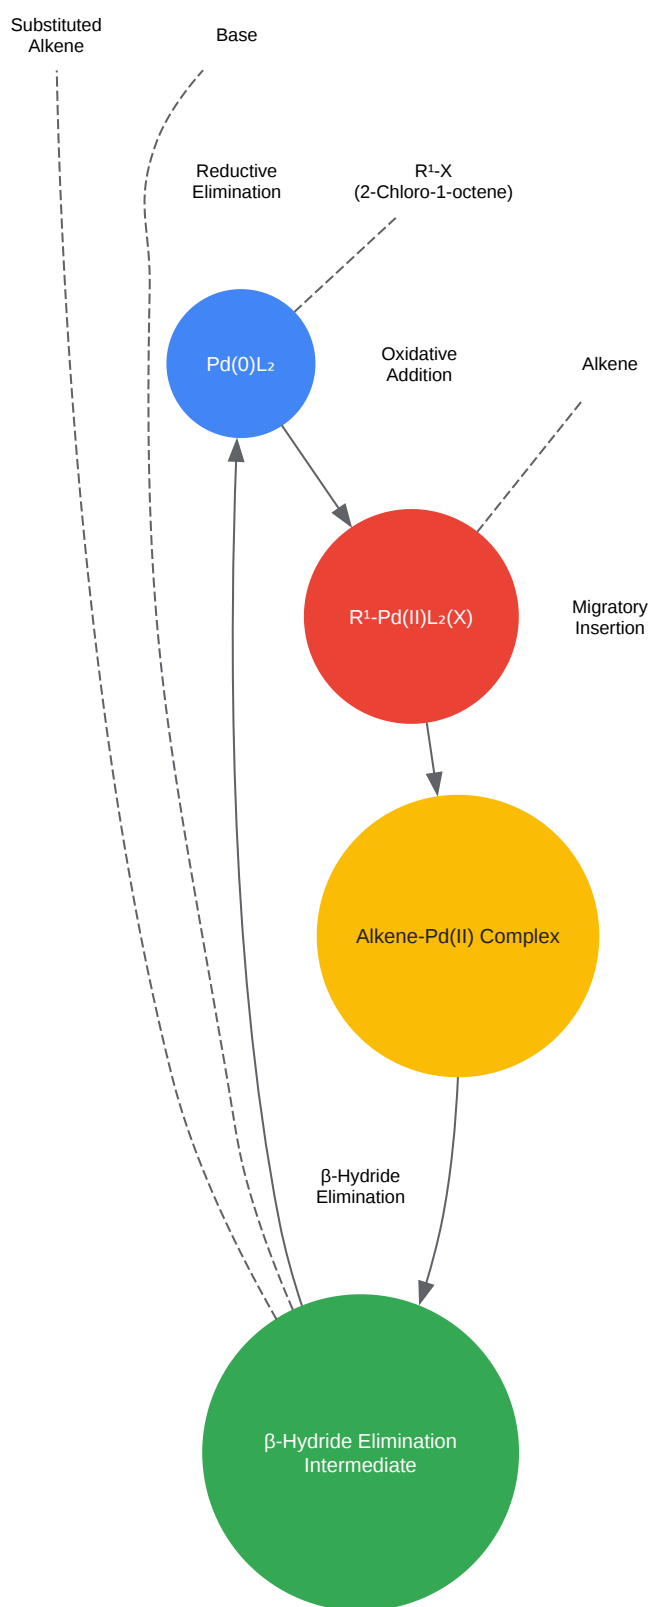 Substituted
Alkene
Base
Reductive
Elimination
R¹-X
(2-Chloro-1-octene)
Pd(0)L₂
Oxidative
Addition
Alkene
R¹-Pd(II)L₂(X)
Migratory
Insertion
Alkene-Pd(II) Complex
β-Hydride
Elimination
β-Hydride Elimination
Intermediate